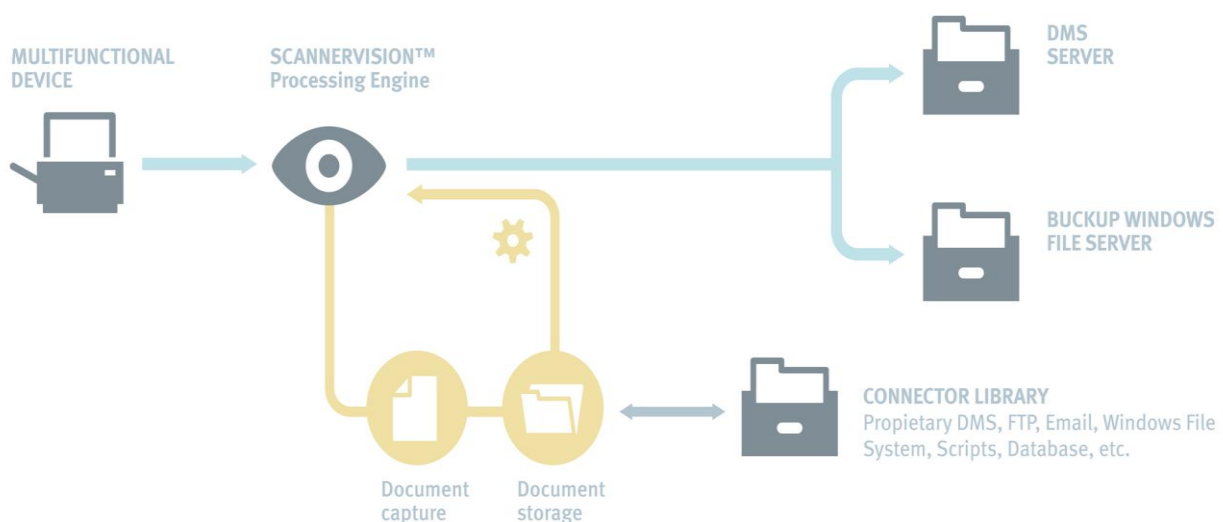 MULTIFUNCTIONAL
DEVICE
SCANNERVISION™
Processing Engine
DMS
SERVER
BUCKUP WINDOWS
FILE SERVER
CONNECTOR LIBRARY
Propietary DMS, FTP, Email, Windows File
System, Scripts, Database, etc.
Document
capture
Document
storage